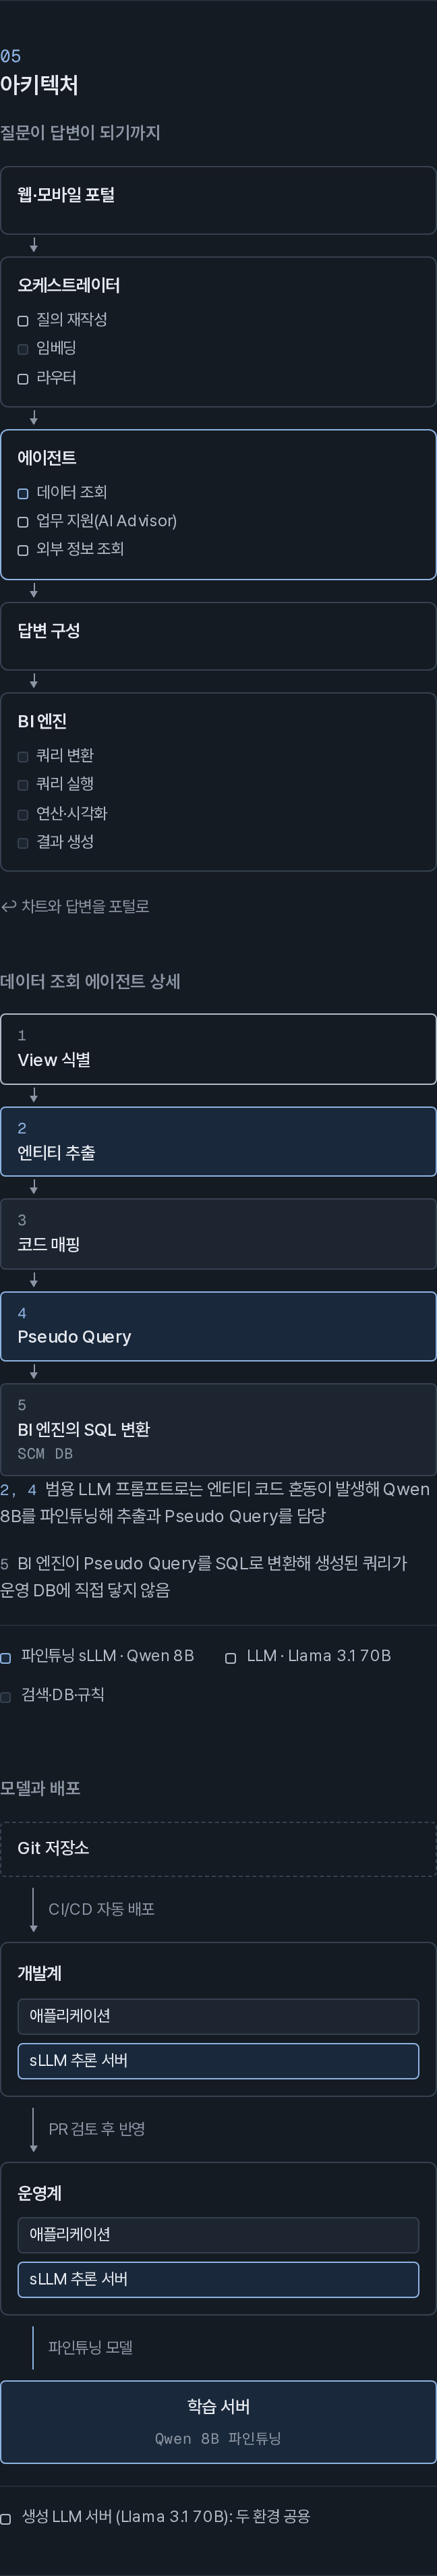 05
아키텍처
질문이 답변이 되기까지
웹·모바일 포털
오케스트레이터
질의 재작성
임베딩
라우터
에이전트
데이터 조회
업무 지원(AI Advisor)
외부 정보 조회
답변 구성
BI 엔진
쿼리 변환
쿼리 실행
연산·시각화
결과 생성
↩ 차트와 답변을 포털로
데이터 조회 에이전트 상세
1
View 식별
2
엔티티 추출
3
코드 매핑
4
Pseudo Query
5
BI 엔진의 SQL 변환
SCM DB
2, 4 범용 LLM 프롬프트로는 엔티티 코드 혼동이 발생해 Qwen
8B를 파인튜닝해 추출과 Pseudo Query를 담당
5 BI 엔진이 Pseudo Query를 SQL로 변환해 생성된 쿼리가
운영 DB에 직접 닿지 않음
파인튜닝 sLLM · Qwen 8B LLM · Llama 3.1 70B
검색·DB·규칙
모델과 배포
Git 저장소
CI/CD 자동 배포
개발계
애플리케이션
sLLM 추론 서버
PR 검토 후 반영
운영계
애플리케이션
sLLM 추론 서버
파인튜닝 모델
학습 서버
Qwen 8B 파인튜닝
생성 LLM 서버 (Llama 3.1 70B): 두 환경 공용